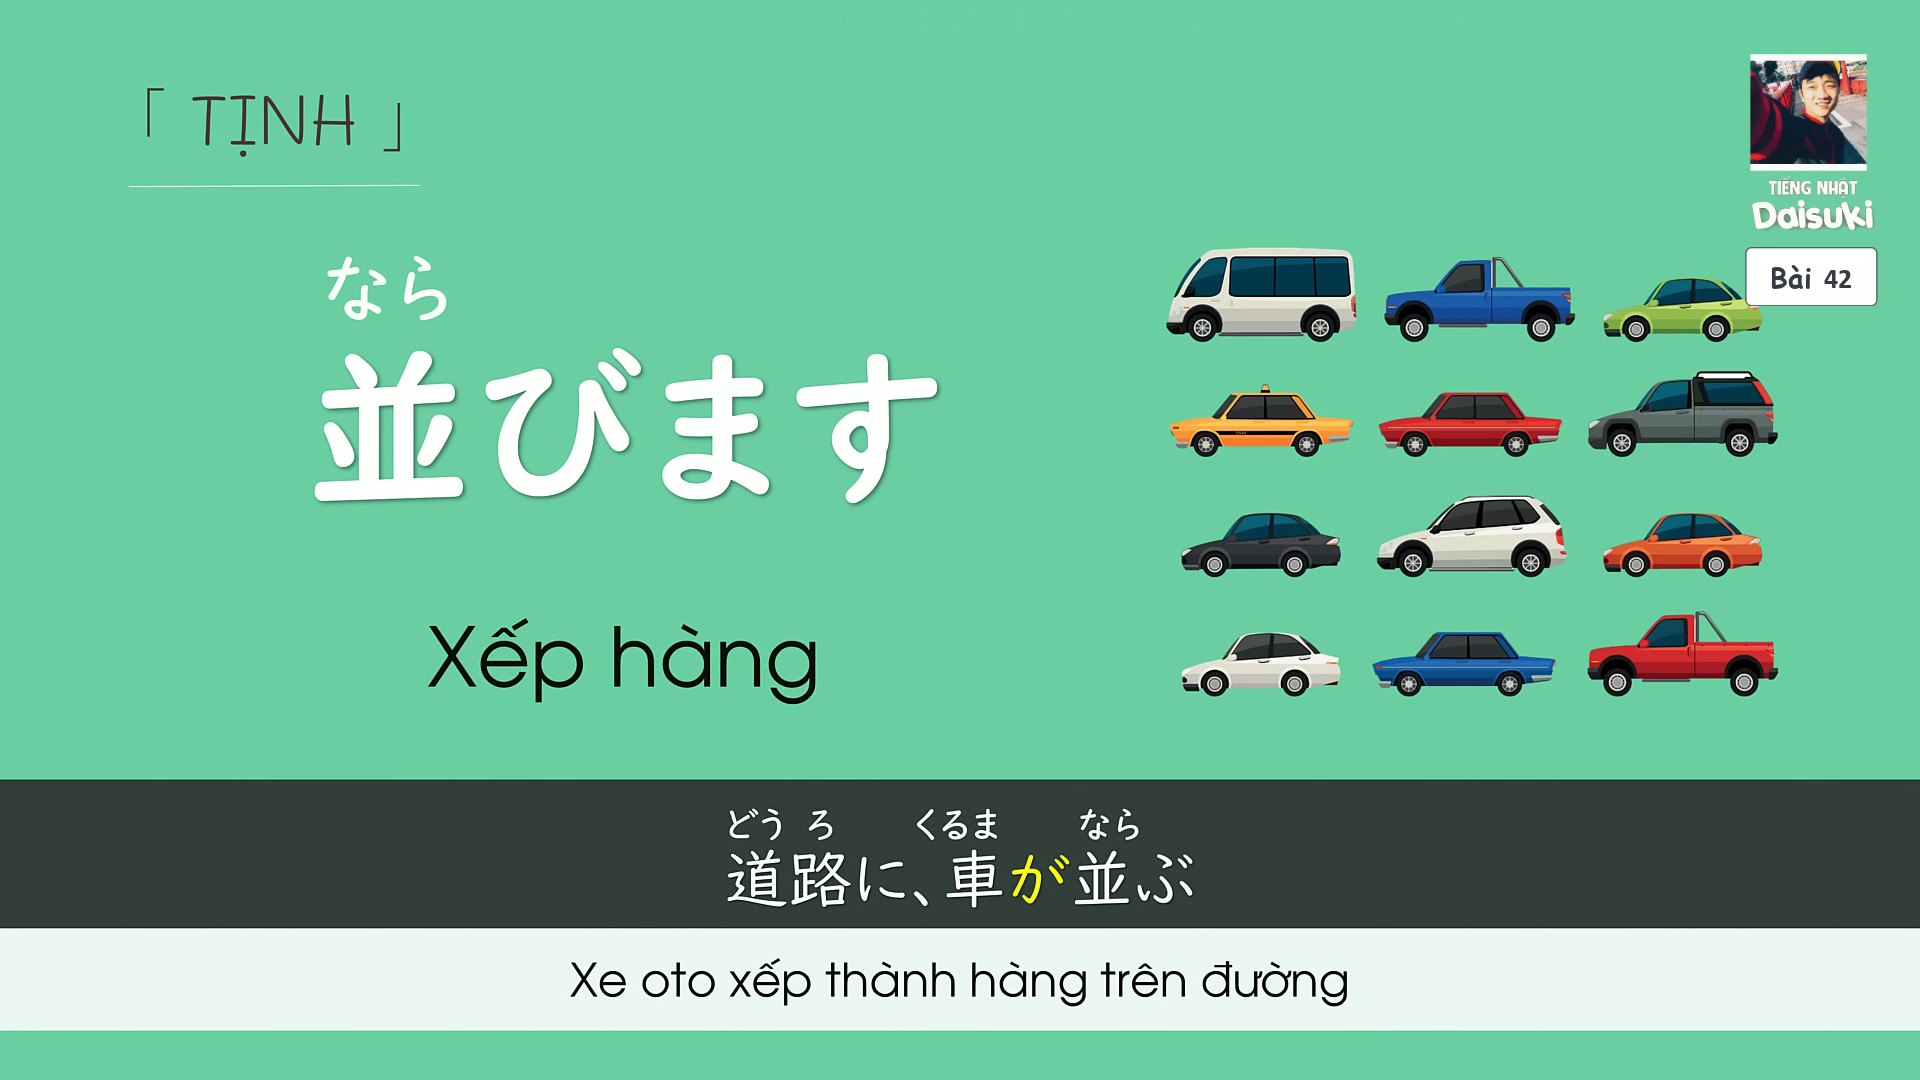 「 TỊNH 」
TIẾNG NHẬT
Daisuki
Bài 42
なら
並びます
Xếp hàng
どう ろ くるま なら
道路に、車が並ぶ
Xe oto xếp thành hàng trên đường